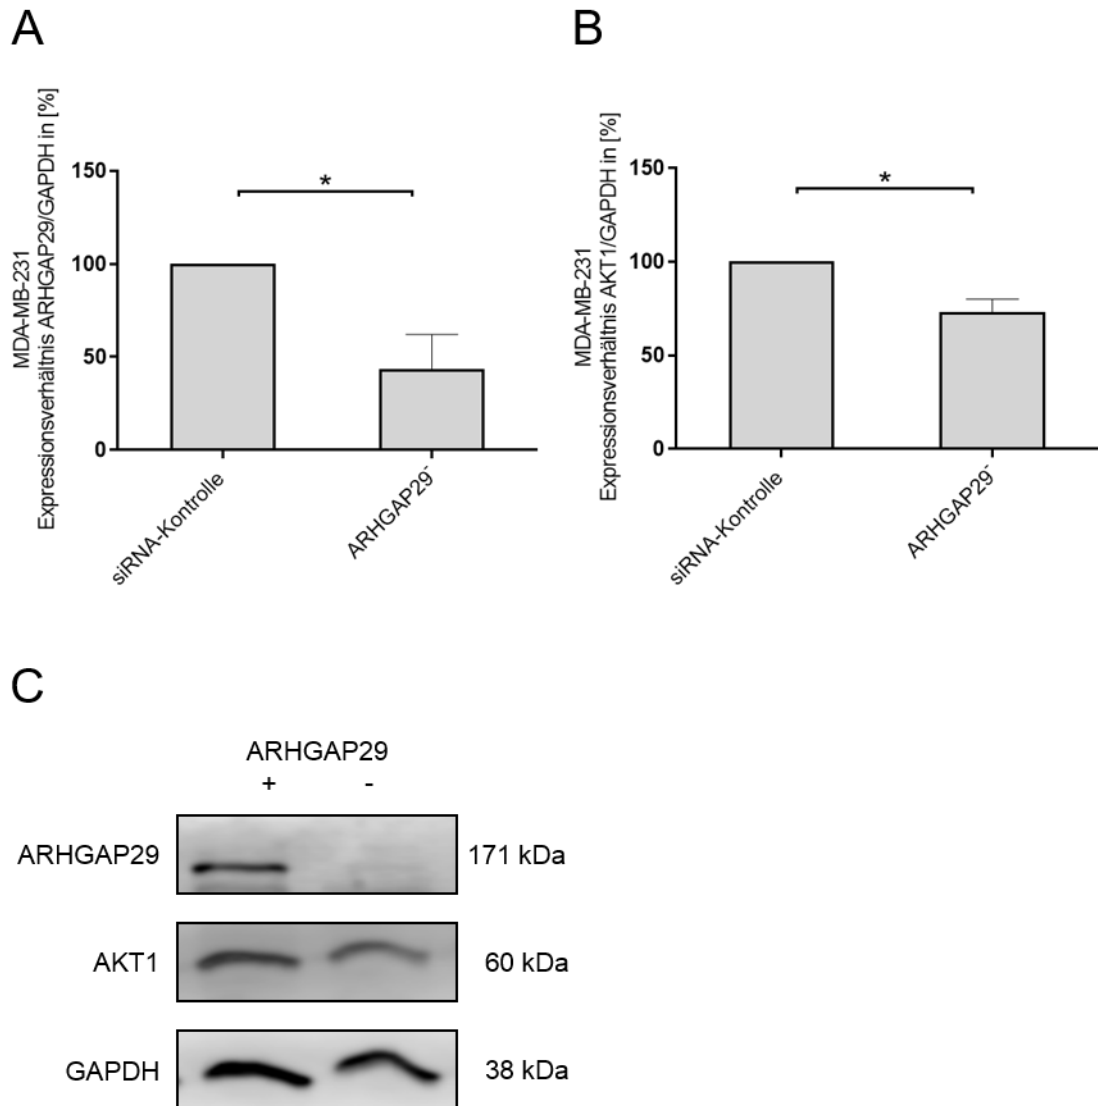 A
MDA-MB-231
Expressionsverhältnis ARHGAP29/GAPDH in [%]
150
100
50
0
*
siRNA-Kontrolle
ARHGAP29⁻
B
MDA-MB-231
Expressionsverhältnis AKT1/GAPDH in [%]
150
100
50
0
*
siRNA-Kontrolle
ARHGAP29⁻
C
ARHGAP29
+ -
ARHGAP29 171 kDa
AKT1 60 kDa
GAPDH 38 kDa